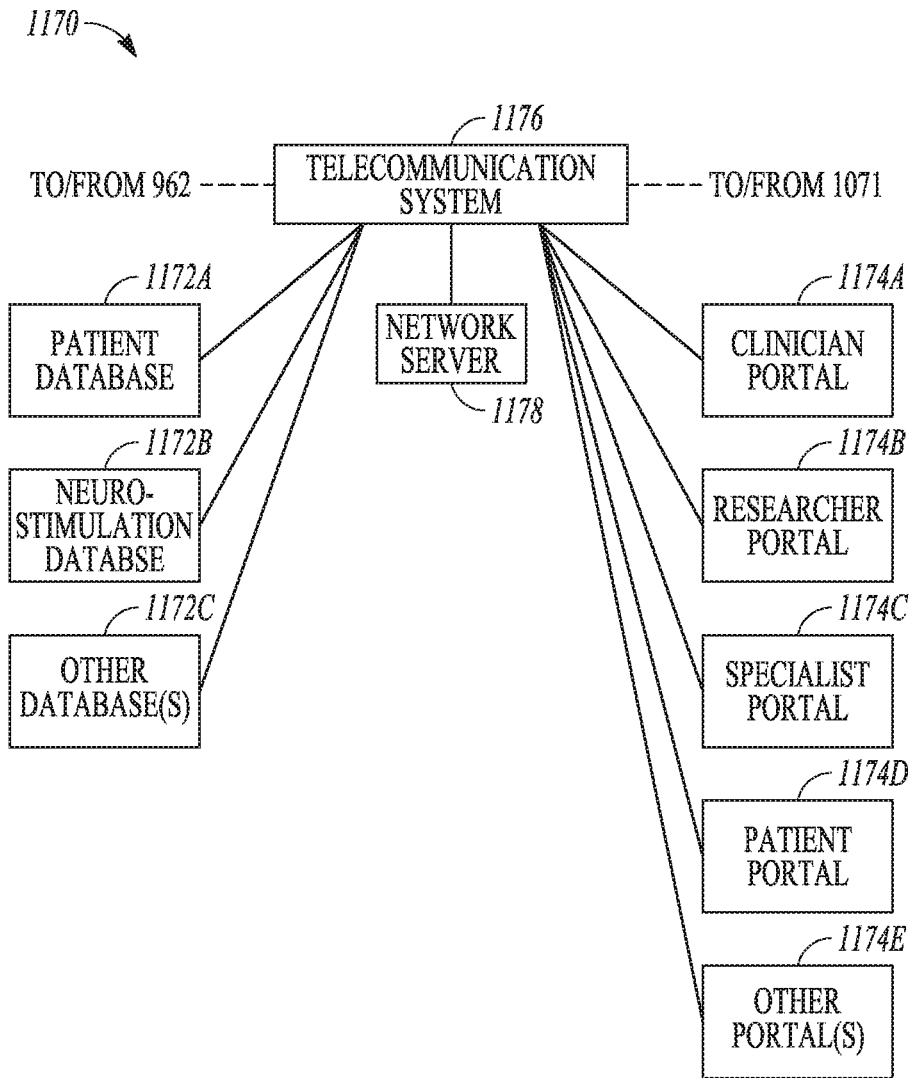 1170
1176
TELECOMMUNICATION
SYSTEM
TO/FROM 962
TO/FROM 1071
1172A
PATIENT
DATABASE
1172B
NEURO-
STIMULATION
DATABSE
1172C
OTHER
DATABASE(S)
NETWORK
SERVER
1178
1174A
CLINICIAN
PORTAL
1174B
RESEARCHER
PORTAL
1174C
SPECIALIST
PORTAL
1174D
PATIENT
PORTAL
1174E
OTHER
PORTAL(S)